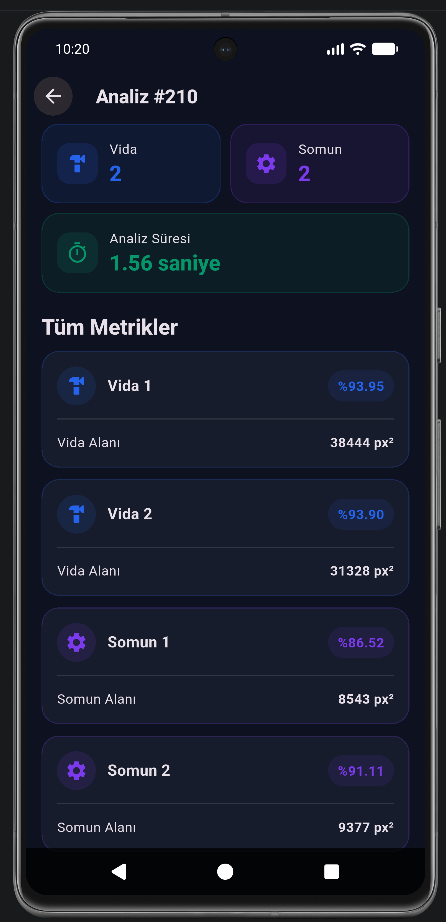 10:20
Analiz #210
Vida
2
Somun
2
Analiz Süresi
1.56 saniye
Tüm Metrikler
Vida 1
%93.95
Vida Alanı
38444 px²
Vida 2
%93.90
Vida Alanı
31328 px²
Somun 1
%86.52
Somun Alanı
8543 px²
Somun 2
%91.11
Somun Alanı
9377 px²